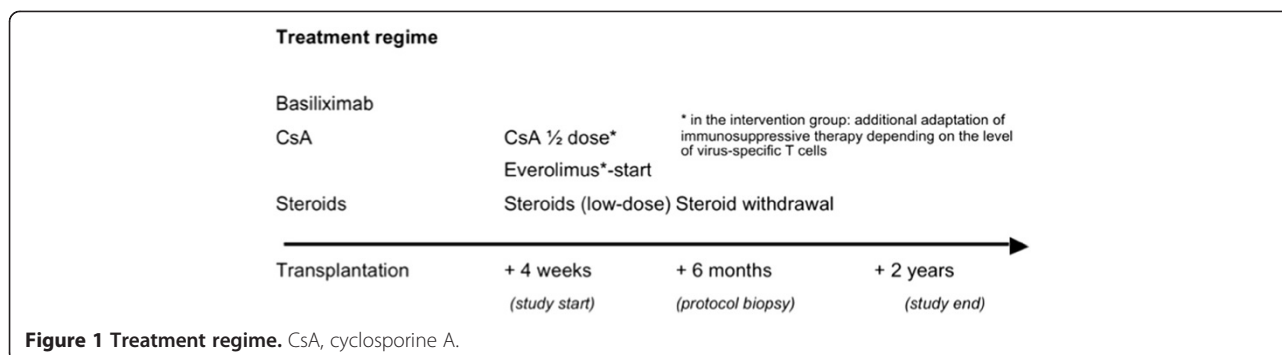 Treatment regime
Basiliximab
CsA CsA ½ dose*
* in the intervention group: additional adaptation of
immunosuppressive therapy depending on the level
of virus-specific T cells
Everolimus*-start
Steroids Steroids (low-dose) Steroid withdrawal
Transplantation + 4 weeks + 6 months + 2 years
(study start) (protocol biopsy) (study end)
Figure 1 Treatment regime. CsA, cyclosporine A.